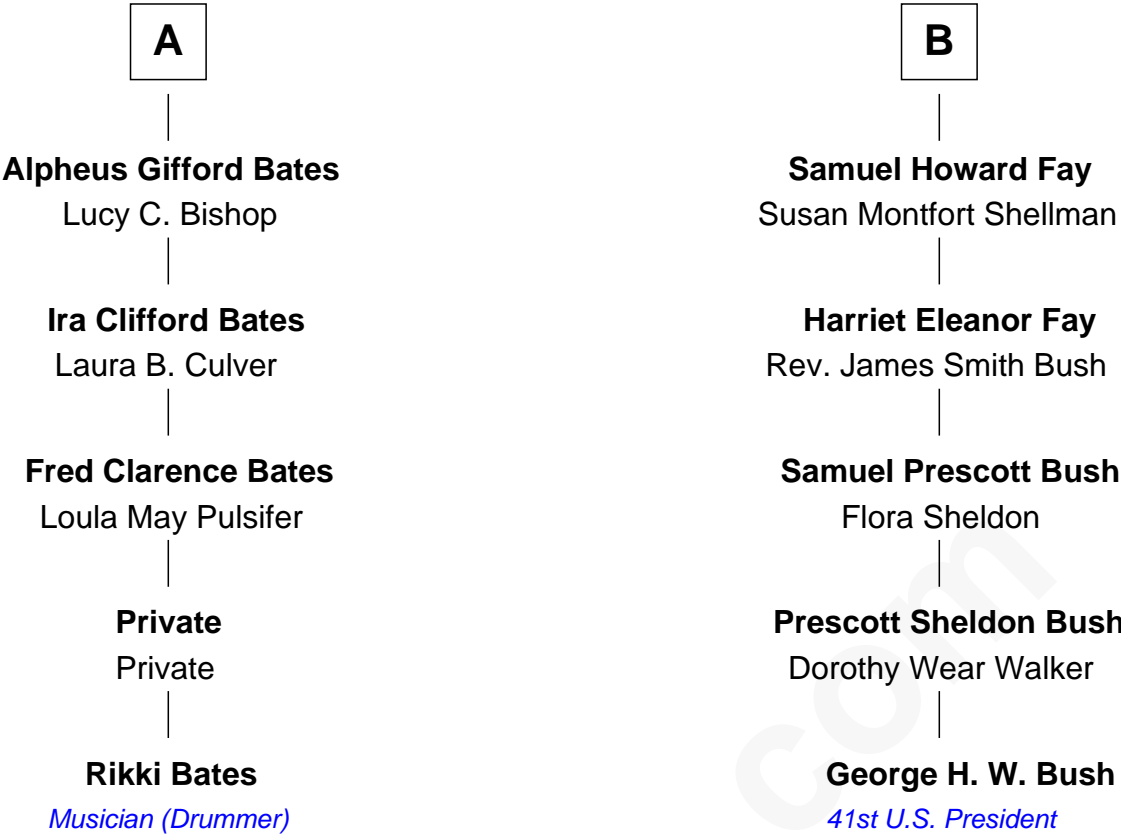 A
Alpheus Gifford Bates
Lucy C. Bishop
Ira Clifford Bates
Laura B. Culver
Fred Clarence Bates
Loula May Pulsifer
Private
Private
Rikki Bates
Musician (Drummer)
B
Samuel Howard Fay
Susan Montfort Shellman
Harriet Eleanor Fay
Rev. James Smith Bush
Samuel Prescott Bush
Flora Sheldon
Prescott Sheldon Bush
Dorothy Wear Walker
George H. W. Bush
41st U.S. President
com